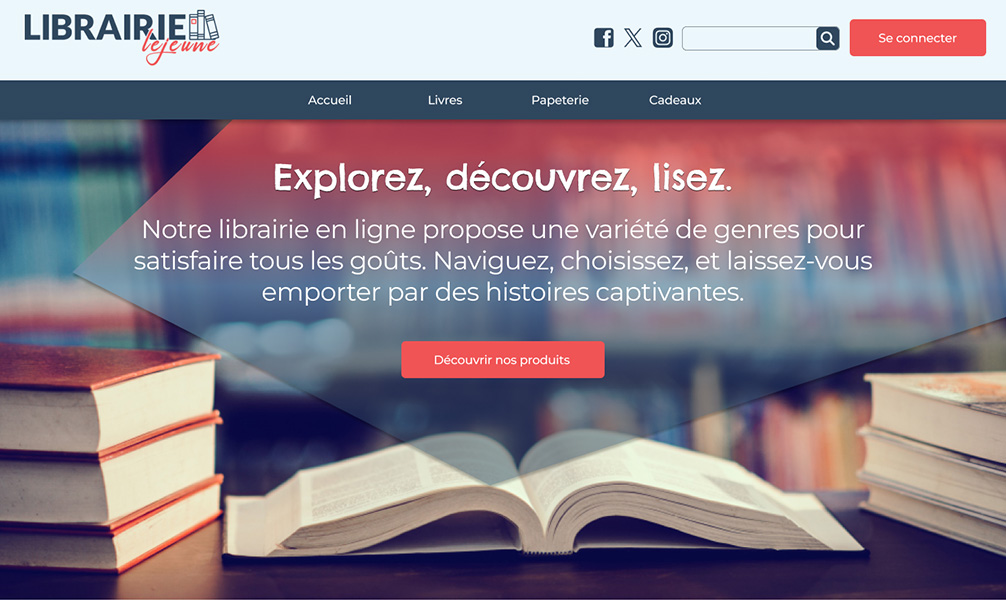 LIBRAIRIE
lejeune
Se connecter
Accueil Livres Papeterie Cadeaux
Explorez, découvrez, lisez.
Notre librairie en ligne propose une variété de genres pour
satisfaire tous les goûts. Naviguez, choisissez, et laissez-vous
emporter par des histoires captivantes.
Découvrir nos produits